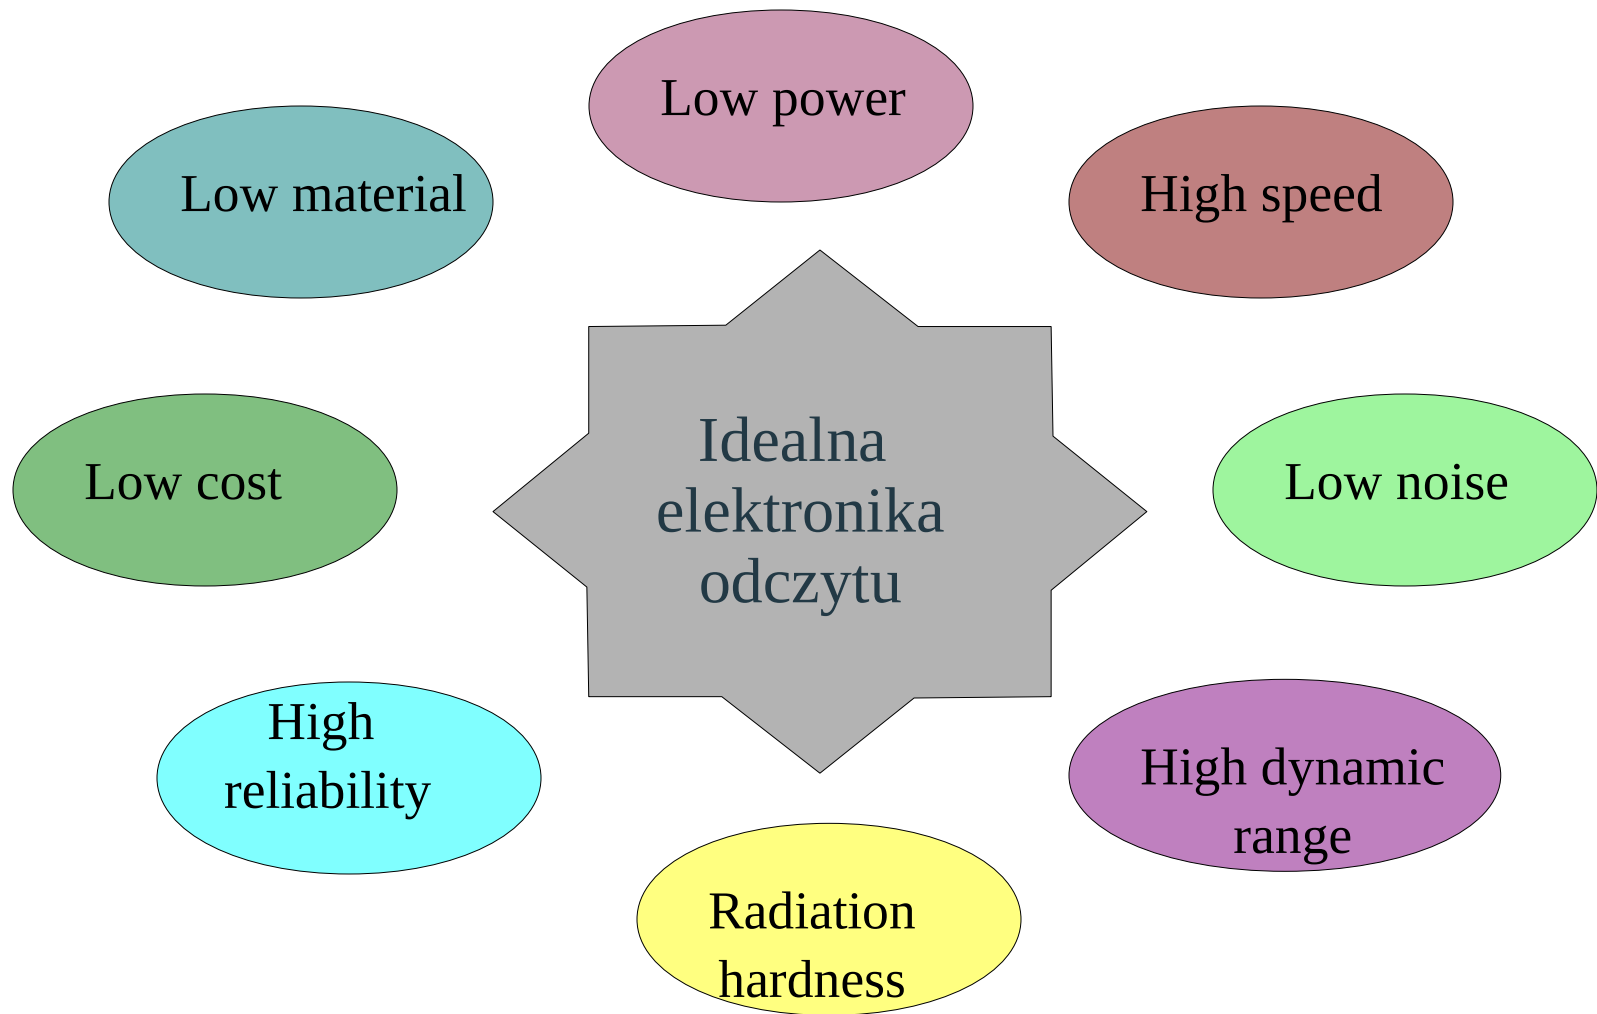 Low power
Low material
High speed
Idealna
elektronika
odczytu
Low cost
Low noise
High
reliability
High dynamic
range
Radiation
hardness